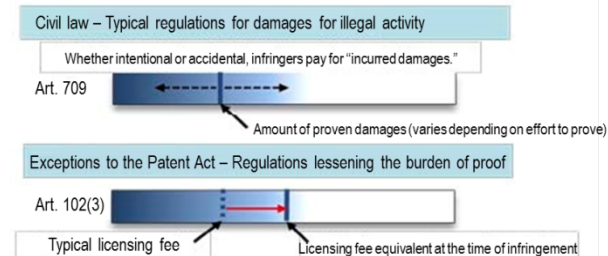 Civil law – Typical regulations for damages for illegal activity
Whether intentional or accidental, infringers pay for “incurred damages.”
Art. 709
Amount of proven damages (varies depending on effort to prove)
Exceptions to the Patent Act – Regulations lessening the burden of proof
Art. 102(3)
Typical licensing fee
Licensing fee equivalent at the time of infringement